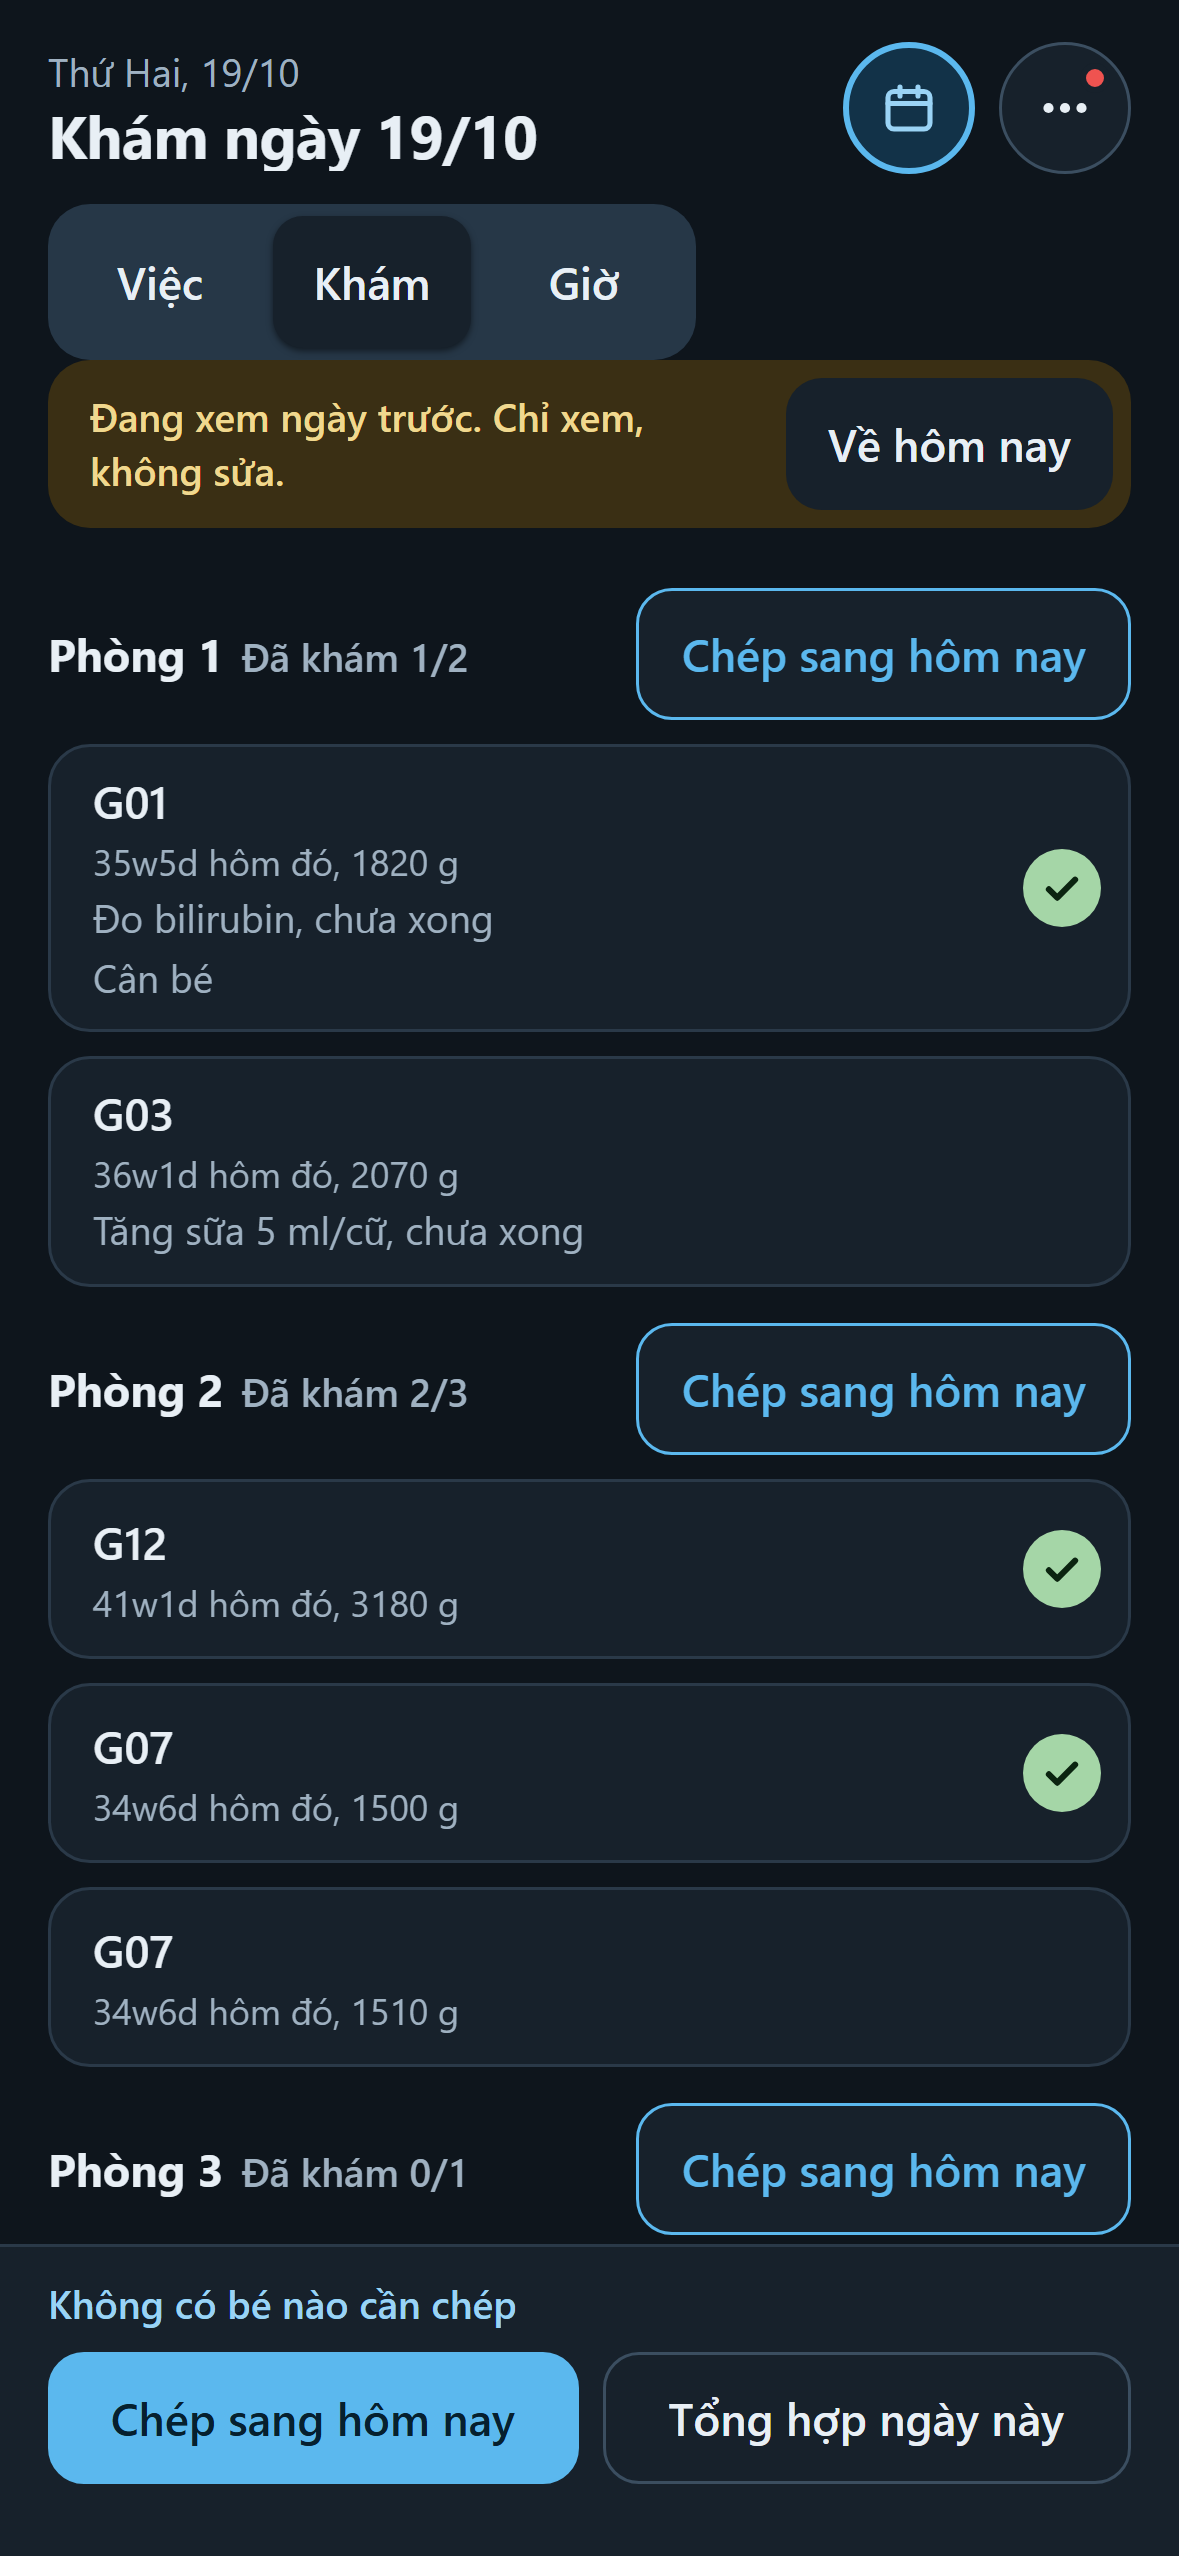 Thứ Hai, 19/10
Khám ngày 19/10
Việc
Khám
Giờ
Đang xem ngày trước. Chỉ xem,
không sửa.
Về hôm nay
Phòng 1 Đã khám 1/2
Chép sang hôm nay
G01
35w5d hôm đó, 1820 g
Đo bilirubin, chưa xong
Cân bé
G03
36w1d hôm đó, 2070 g
Tăng sữa 5 ml/cữ, chưa xong
Phòng 2 Đã khám 2/3
Chép sang hôm nay
G12
41w1d hôm đó, 3180 g
G07
34w6d hôm đó, 1500 g
G07
34w6d hôm đó, 1510 g
Phòng 3 Đã khám 0/1
Chép sang hôm nay
Không có bé nào cần chép
Chép sang hôm nay
Tổng hợp ngày này